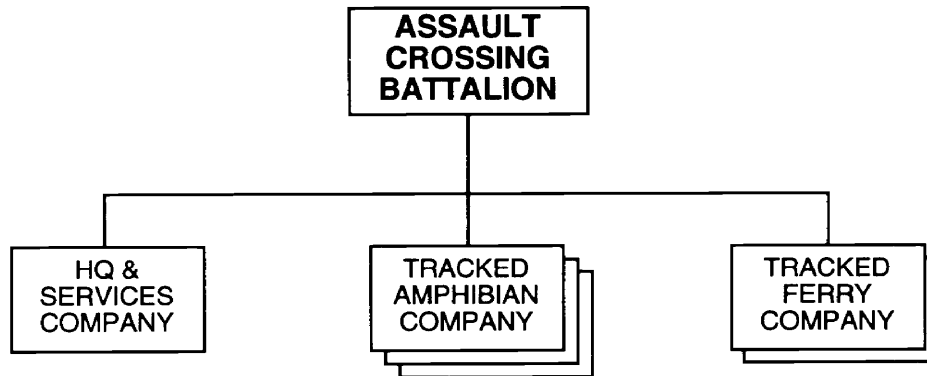 ASSAULT
CROSSING
BATTALION
HQ &
SERVICES
COMPANY
TRACKED
AMPHIBIAN
COMPANY
TRACKED
FERRY
COMPANY